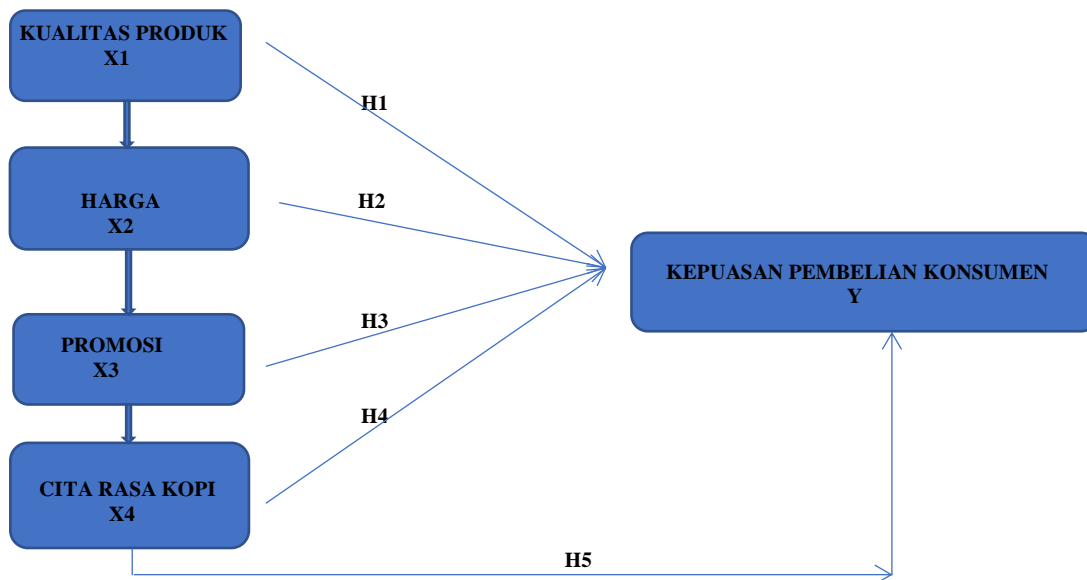 KUALITAS PRODUK
X1
H1
HARGA
X2
H2
KEPUASAN PEMBELIAN KONSUMEN
Y
PROMOSI
X3
H3
H4
CITA RASA KOPI
X4
H5